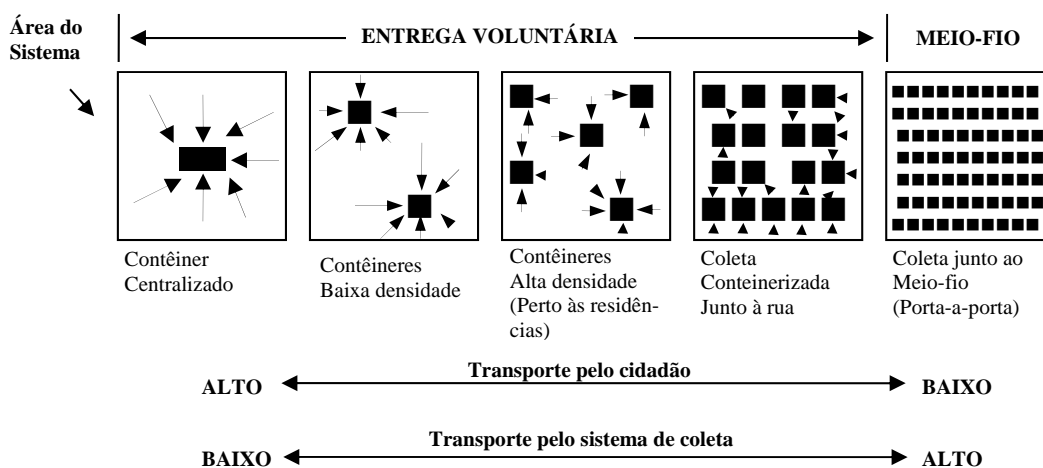 Área do
Sistema
ENTREGA VOLUNTÁRIA
MEIO-FIO
Contêiner
Centralizado
Contêineres
Baixa densidade
Contêineres
Alta densidade
(Perto às residên-
cias)
Coleta
Conteinerizada
Junto à rua
Coleta junto ao
Meio-fio
(Porta-a-porta)
Transporte pelo cidadão
ALTO
BAIXO
Transporte pelo sistema de coleta
BAIXO
ALTO